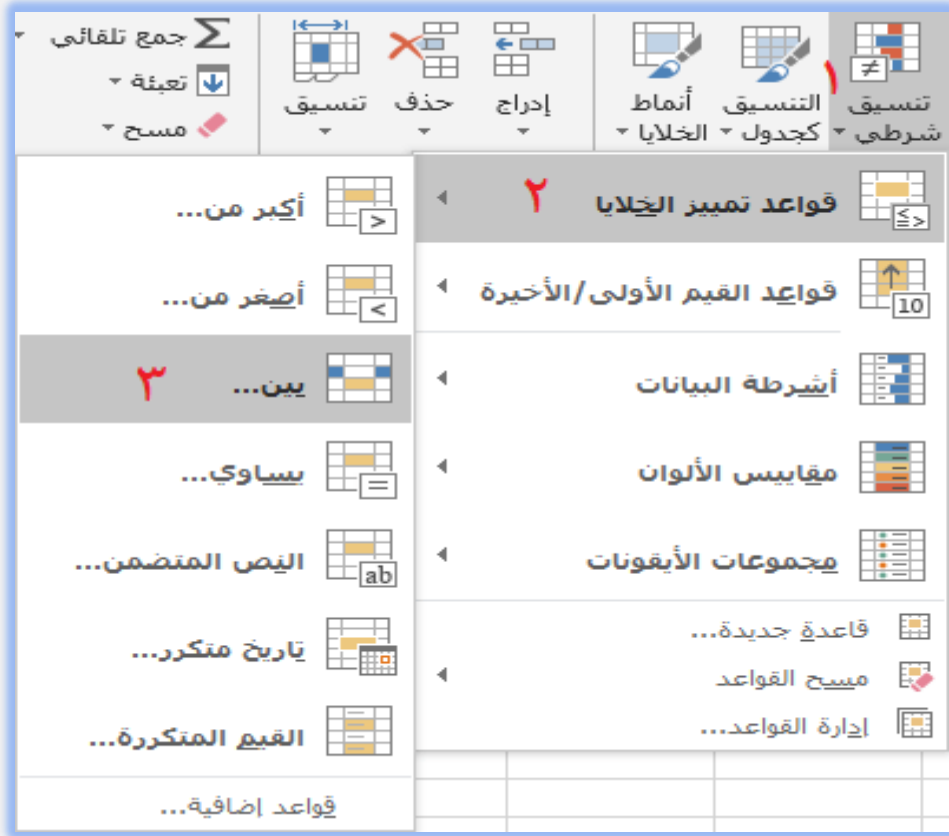 تنسيق شرطي
١
التنسيق كجدول
أنماط الخلايا
إدراج
حذف
تنسيق
جمع تلقائي
تعبئة
مسح
قواعد تمييز الخلايا
٢
قواعد القيم الأولى/الأخيرة
10
أشرطة البيانات
مقاييس الألوان
مجموعات الأيقونات
قاعدة جديدة...
مسح القواعد
إدارة القواعد...
أكبر من...
أصغر من...
بين...
٣
يساوي...
النص المتضمن...
ab
تاريخ متكرر...
القيم المتكررة...
قواعد إضافية...